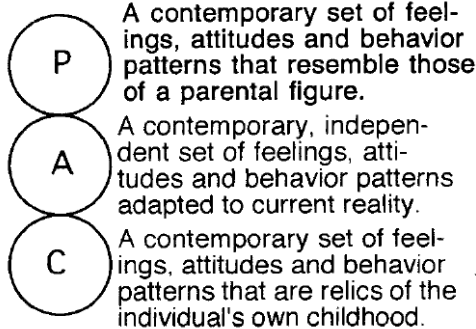 P
A contemporary set of feel-
ings, attitudes and behavior
patterns that resemble those
of a parental figure.
A
A contemporary, indepen-
dent set of feelings, atti-
tudes and behavior patterns
adapted to current reality.
C
A contemporary set of feel-
ings, attitudes and behavior
patterns that are relics of the
individual's own childhood.